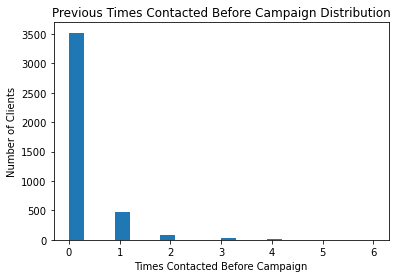 Previous Times Contacted Before Campaign Distribution
Number of Clients
3500
3000
2500
2000
1500
1000
500
0
0 1 2 3 4 5 6
Times Contacted Before Campaign